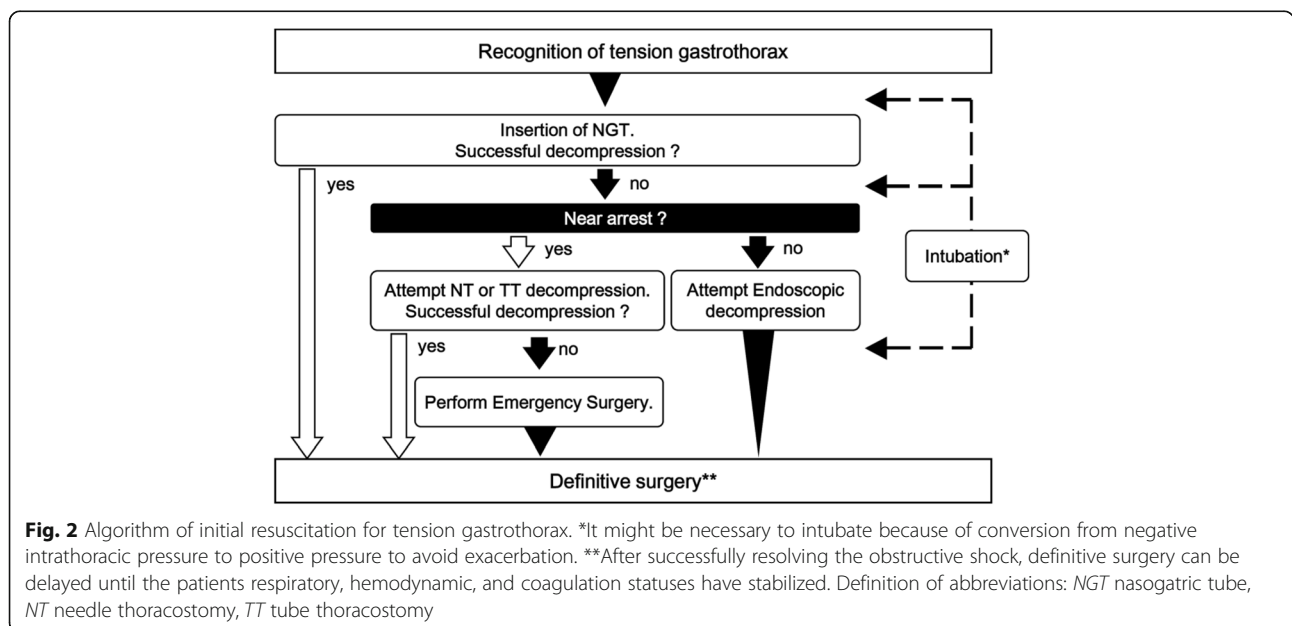 Recognition of tension gastrothorax
Insertion of NGT.
Successful decompression ?
yes
no
Near arrest ?
yes
no
Intubation*
Attempt NT or TT decompression.
Successful decompression ?
Attempt Endoscopic
decompression
yes
no
Perform Emergency Surgery.
Definitive surgery**
Fig. 2 Algorithm of initial resuscitation for tension gastrothorax. *It might be necessary to intubate because of conversion from negative
intrathoracic pressure to positive pressure to avoid exacerbation. **After successfully resolving the obstructive shock, definitive surgery can be
delayed until the patients respiratory, hemodynamic, and coagulation statuses have stabilized. Definition of abbreviations: NGT nasogatric tube,
NT needle thoracostomy, TT tube thoracostomy